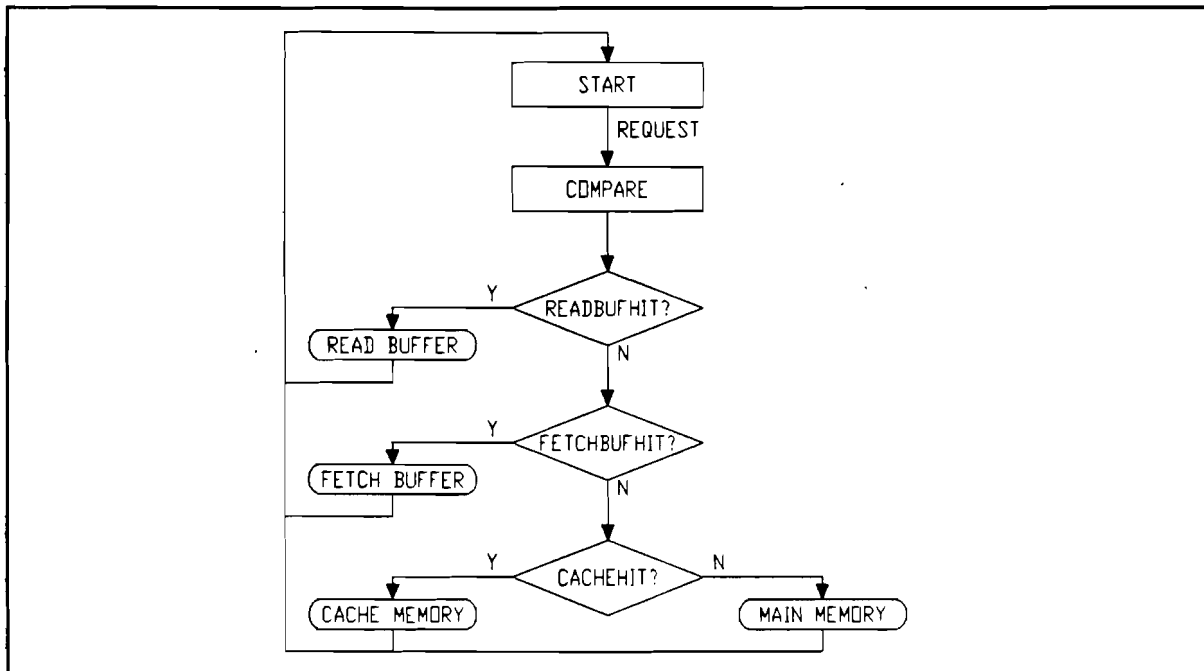 START
REQUEST
COMPARE
READBUFHIT?
Y
N
READ BUFFER
FETCHBUFHIT?
Y
N
FETCH BUFFER
CACHEHIT?
Y
N
CACHE MEMORY
MAIN MEMORY